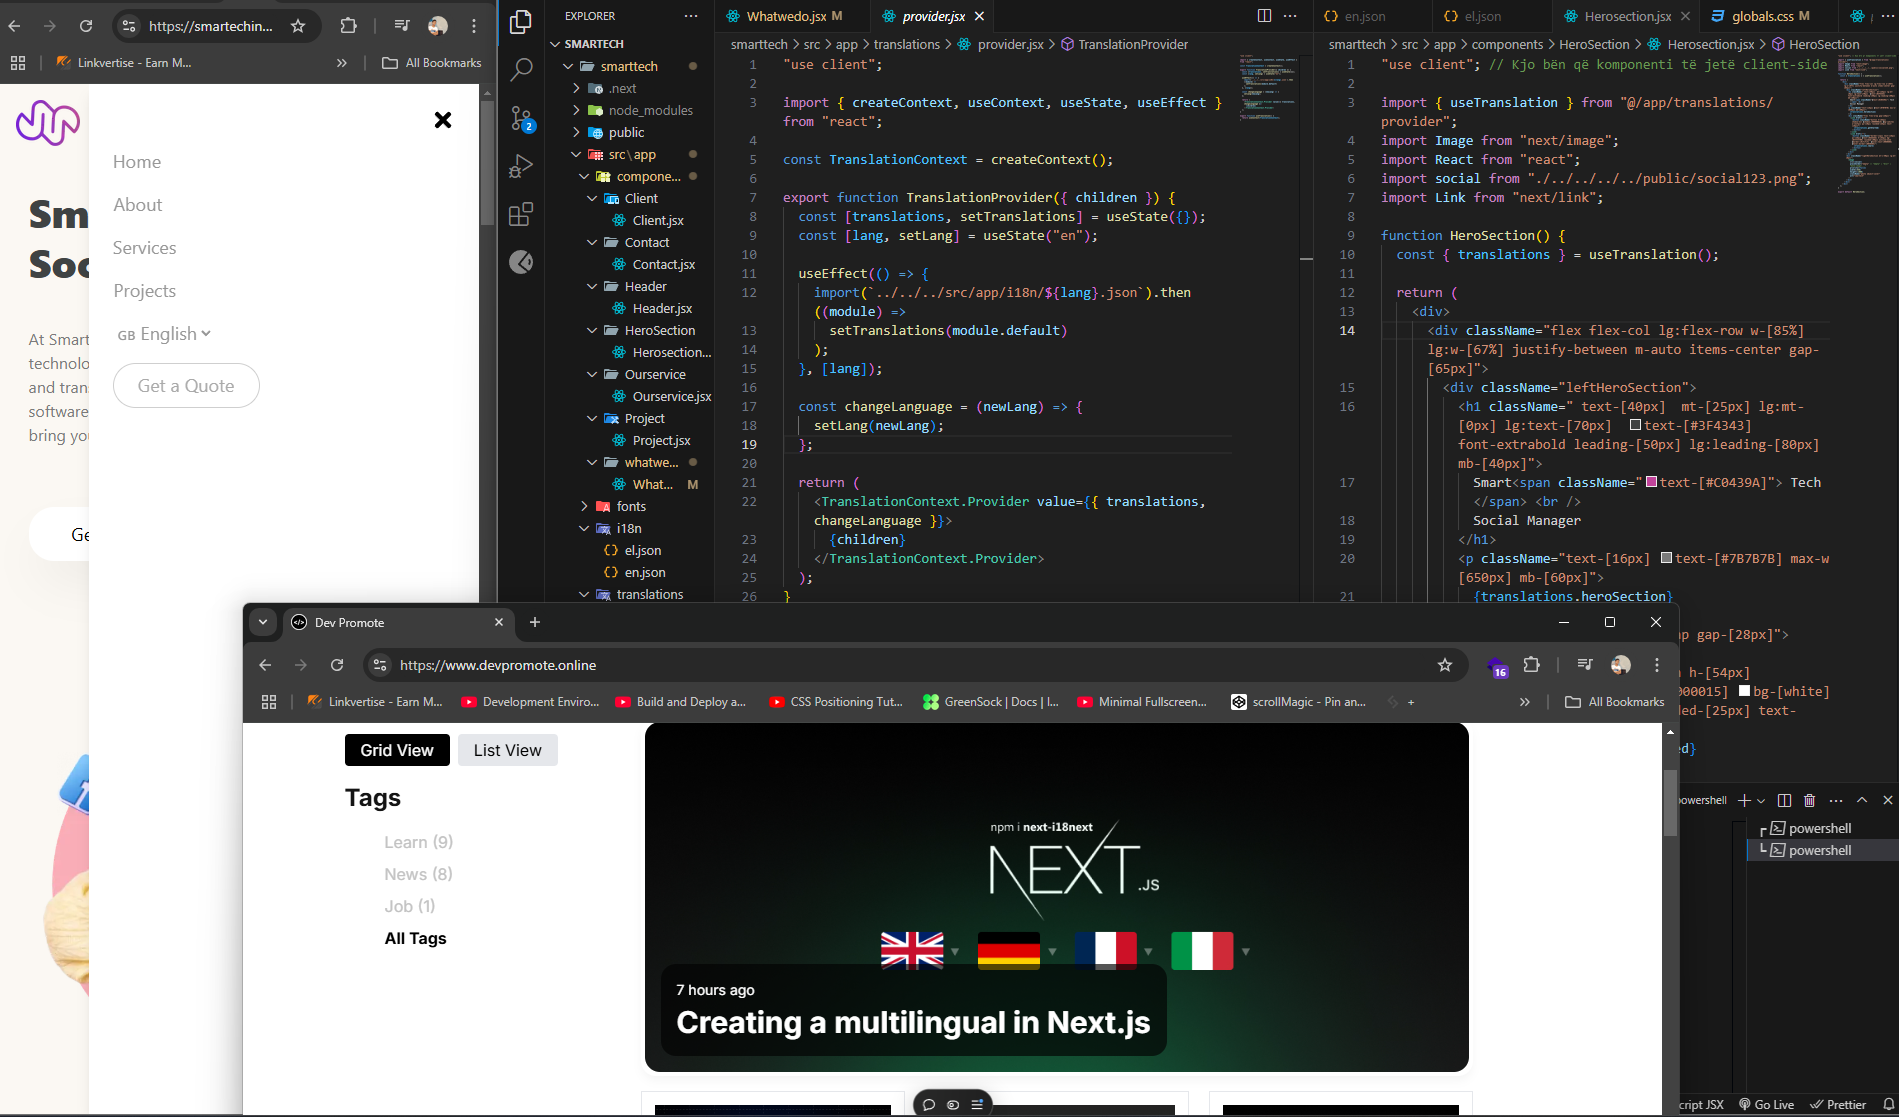 https://smartechin...
Linkvertise - Earn M...
All Bookmarks
Home
About
Services
Projects
GB English
Get a Quote
Sm
Soc
At Smart
technolo
and tran
software
bring you
Ge
EXPLORER
SMARTECH
smarttech
.next
node_modules
public
src\app
compone...
Client
Client.jsx
Contact
Contact.jsx
Header
Header.jsx
HeroSection
Herosection...
Ourservice
Ourservice.jsx
Project
Project.jsx
whatwe...
What... M
fonts
i18n
el.json
en.json
translations
2
Whatwedo.jsx M
provider.jsx
smarttech > src > app > translations > provider.jsx > TranslationProvider
1 "use client";
2
3 import { createContext, useContext, useState, useEffect }
from "react";
4
5 const TranslationContext = createContext();
6
7 export function TranslationProvider({ children }) {
8 const [translations, setTranslations] = useState({});
9 const [lang, setLang] = useState("en");
10
11 useEffect(() => {
12 import(`../../../src/app/i18n/${lang}.json`).then
((module) =>
13 setTranslations(module.default)
14 );
15 }, [lang]);
16
17 const changeLanguage = (newLang) => {
18 setLang(newLang);
19 };
20
21 return (
22 <TranslationContext.Provider value={{ translations,
changeLanguage }}>
23 {children}
24 </TranslationContext.Provider>
25 );
26 }
en.json
el.json
Herosection.jsx
globals.css M
smarttech > src > app > components > HeroSection > Herosection.jsx > HeroSection
1 "use client"; // Kjo bën që komponenti të jetë client-side
2
3 import { useTranslation } from "@/app/translations/
provider";
4 import Image from "next/image";
5 import React from "react";
6 import social from "./../../../../public/social123.png";
7 import Link from "next/link";
8
9 function HeroSection() {
10 const { translations } = useTranslation();
11
12 return (
13 <div>
14 <div className="flex flex-col lg:flex-row w-[85%]
lg:w-[67%] justify-between m-auto items-center gap-
[65px]">
15 <div className="leftHeroSection">
16 <h1 className=" text-[40px] mt-[25px] lg:mt-
[0px] lg:text-[70px] text-[#3F4343]
font-extrabold leading-[50px] lg:leading-[80px]
mb-[40px]">
17 Smart<span className="text-[#C0439A]"> Tech
</span> <br />
18 Social Manager
19 </h1>
20 <p className="text-[16px] text-[#7B7B7B] max-w
[650px] mb-[60px]">
21 {translations.heroSection}
p gap-[28px]">
h-[54px]
000015] bg-[white]
ded-[25px] text-
ed}
powershell
powershell
powershell
cript JSX
Go Live
Prettier
Dev Promote
https://www.devpromote.online
16
Linkvertise - Earn M...
Development Enviro...
Build and Deploy a...
CSS Positioning Tut...
GreenSock | Docs | I...
Minimal Fullscreen...
scrollMagic - Pin an...
All Bookmarks
Grid View
List View
Tags
Learn (9)
News (8)
Job (1)
All Tags
npm i next-i18next
NEXT.JS
7 hours ago
Creating a multilingual in Next.js